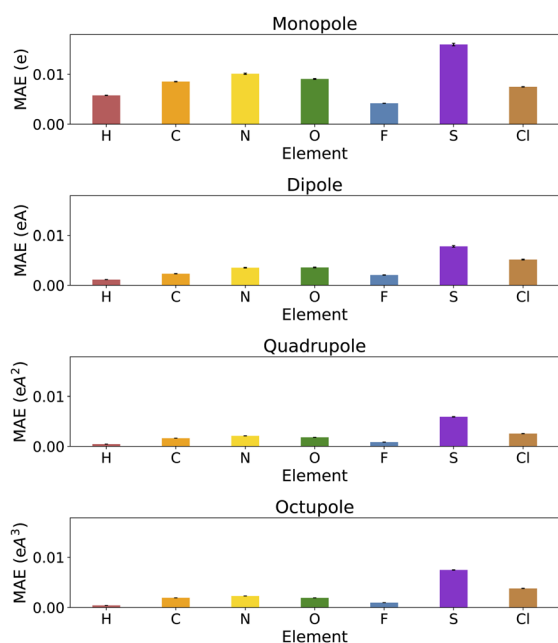 Monopole
MAE (e)
0.01
0.00
H C N O F S Cl
Element
Dipole
MAE (eA)
0.01
0.00
H C N O F S Cl
Element
Quadrupole
MAE (eA²)
0.01
0.00
H C N O F S Cl
Element
Octupole
MAE (eA³)
0.01
0.00
H C N O F S Cl
Element